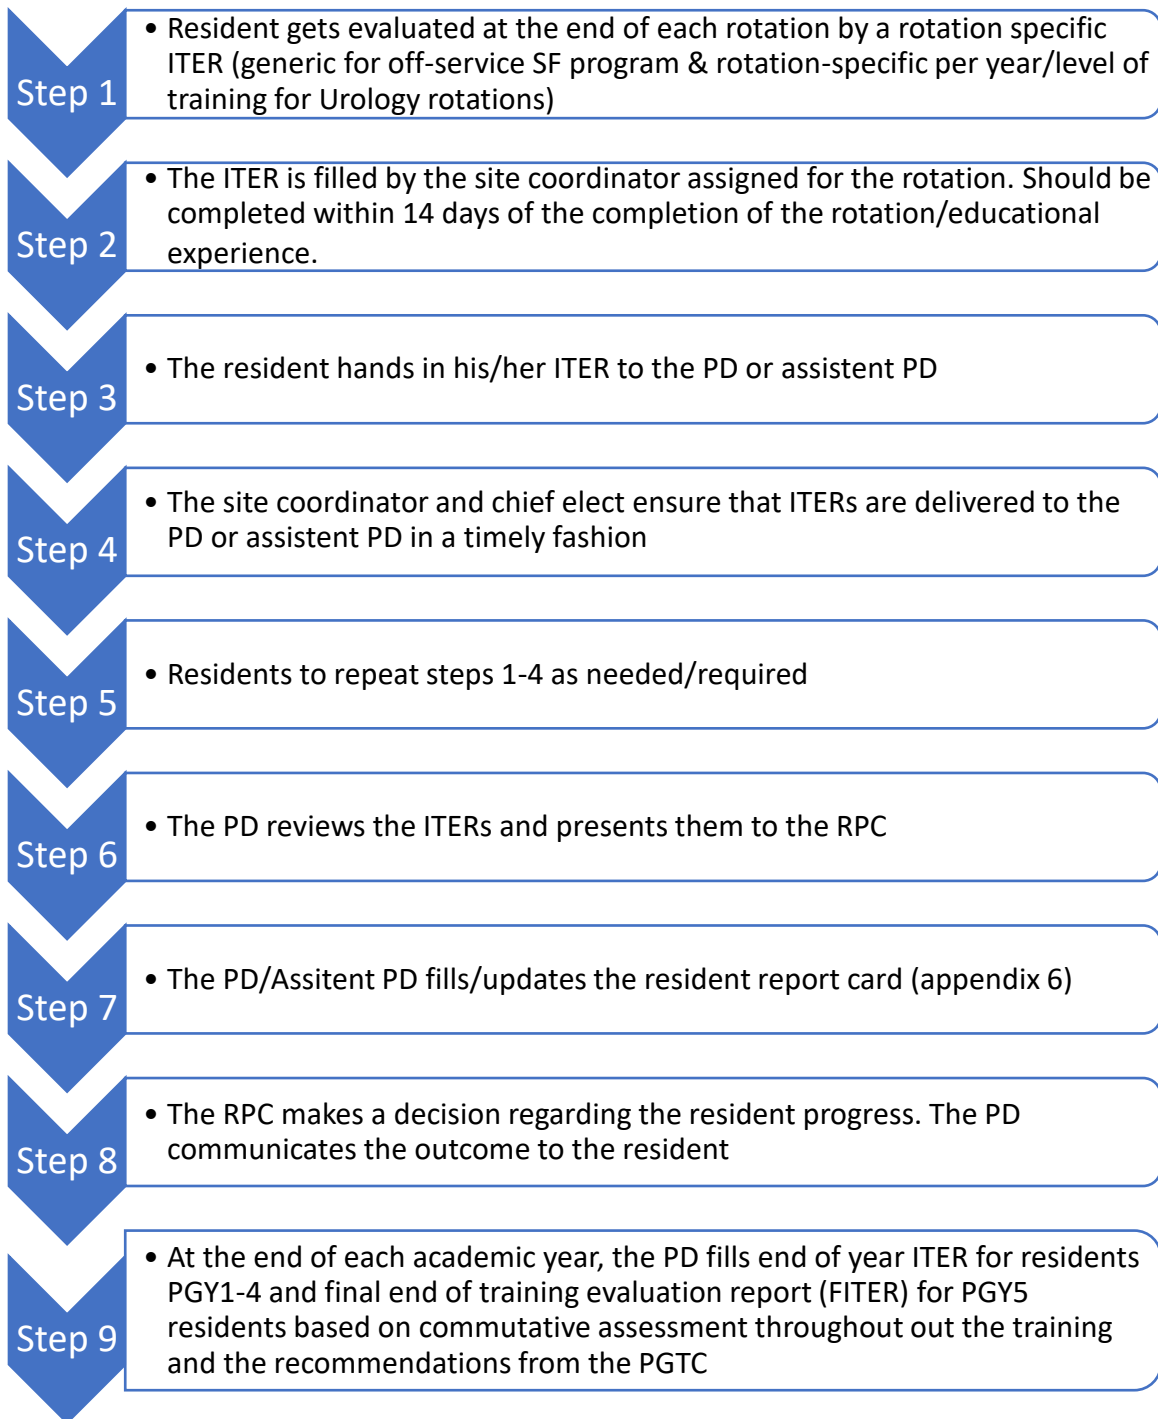 Step 1
• Resident gets evaluated at the end of each rotation by a rotation specific
ITER (generic for off-service SF program & rotation-specific per year/level of
training for Urology rotations)
Step 2
• The ITER is filled by the site coordinator assigned for the rotation. Should be
completed within 14 days of the completion of the rotation/educational
experience.
Step 3
• The resident hands in his/her ITER to the PD or assistent PD
Step 4
• The site coordinator and chief elect ensure that ITERs are delivered to the
PD or assistent PD in a timely fashion
Step 5
• Residents to repeat steps 1-4 as needed/required
Step 6
• The PD reviews the ITERs and presents them to the RPC
Step 7
• The PD/Assitent PD fills/updates the resident report card (appendix 6)
Step 8
• The RPC makes a decision regarding the resident progress. The PD
communicates the outcome to the resident
Step 9
• At the end of each academic year, the PD fills end of year ITER for residents
PGY1-4 and final end of training evaluation report (FITER) for PGY5
residents based on commutative assessment throughout out the training
and the recommendations from the PGTC